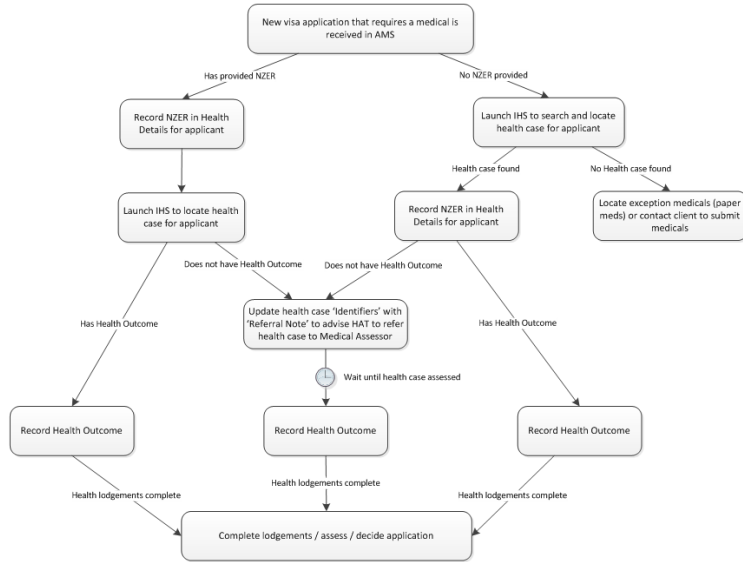 New visa application that requires a medical is
received in AMS
Has provided NZER
No NZER provided
Record NZER in Health
Details for applicant
Launch IHS to search and locate
health case for applicant
Health case found
No Health case found
Launch IHS to locate health
case for applicant
Record NZER in Health
Details for applicant
Locate exception medicals (paper
meds) or contact client to submit
medicals
Does not have Health Outcome
Does not have Health Outcome
Update health case 'Identifiers' with
'Referral Note' to advise HAT to refer
health case to Medical Assessor
Has Health Outcome
Has Health Outcome
Wait until health case assessed
Record Health Outcome
Record Health Outcome
Record Health Outcome
Health lodgements complete
Health lodgements complete
Health lodgements complete
Complete lodgements / assess / decide application